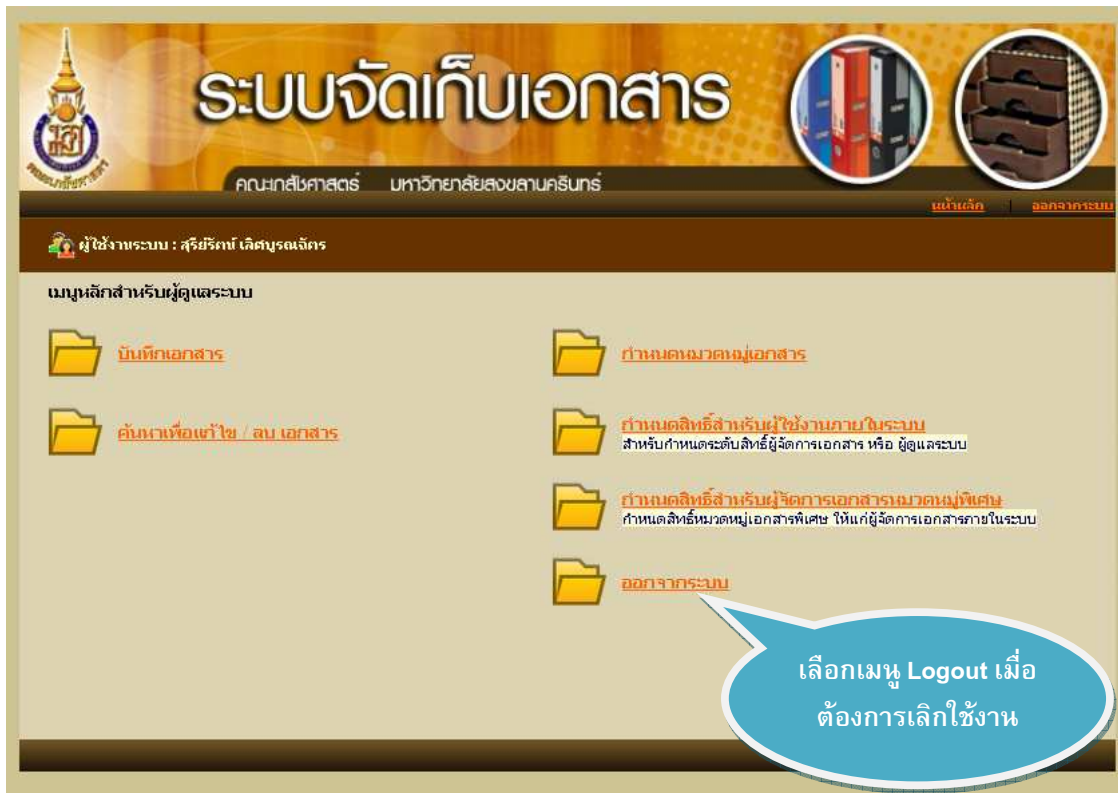 ระบบจัดเก็บเอกสาร
คณะเภสัชศาสตร์ มหาวิทยาลัยสงขลานครินทร์
หน้าหลัก | ออกจากระบบ
ผู้ใช้งานระบบ : สุรีย์รัตน์ เลิศบูรณฉัตร
เมนูหลักสำหรับผู้ดูแลระบบ
บันทึกเอกสาร
ค้นหาเพื่อแก้ไข / ลบ เอกสาร
กำหนดหมวดหมู่เอกสาร
กำหนดสิทธิ์สำหรับผู้ใช้งานภายในระบบ
สำหรับกำหนดระดับสิทธิ์ผู้จัดการเอกสาร หรือ ผู้ดูแลระบบ
กำหนดสิทธิ์สำหรับผู้จัดการเอกสารหมวดหมู่พิเศษ
กำหนดสิทธิ์หมวดหมู่เอกสารพิเศษ ให้แก่ผู้จัดการเอกสารภายในระบบ
ออกจากระบบ
เลือกเมนู Logout เมื่อ
ต้องการเลิกใช้งาน